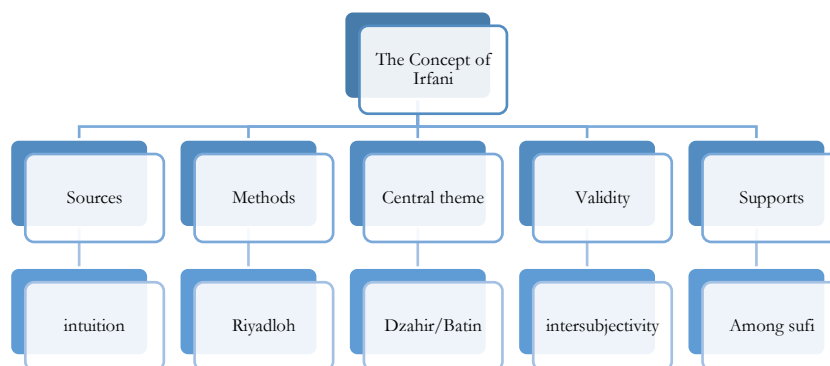 The Concept of
Irfani
Sources
Methods
Central theme
Validity
Supports
intuition
Riyadloh
Dzahir/Batin
intersubjectivity
Among sufi